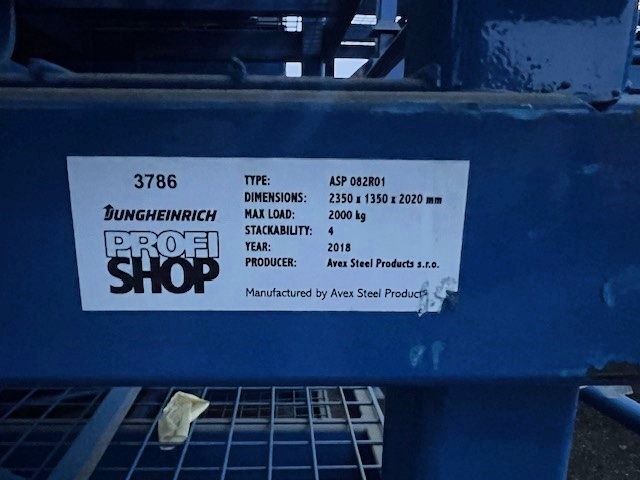 3786
JUNGHEINRICH
PROFI
SHOP
TYPE: ASP 082R01
DIMENSIONS: 2350 x 1350 x 2020 mm
MAX LOAD: 2000 kg
STACKABILITY: 4
YEAR: 2018
PRODUCER: Avex Steel Products s.r.o.
Manufactured by Avex Steel Products